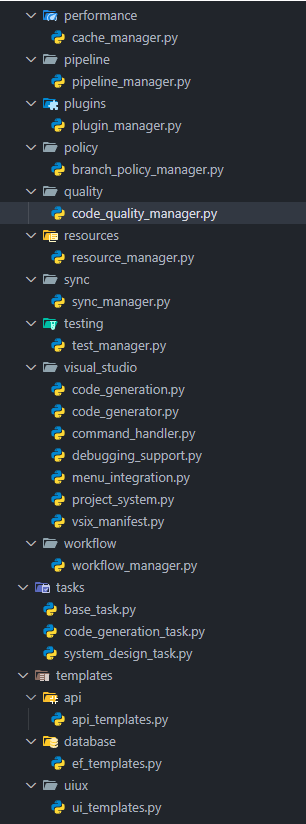 performance
cache_manager.py
pipeline
pipeline_manager.py
plugins
plugin_manager.py
policy
branch_policy_manager.py
quality
code_quality_manager.py
resources
resource_manager.py
sync
sync_manager.py
testing
test_manager.py
visual_studio
code_generation.py
code_generator.py
command_handler.py
debugging_support.py
menu_integration.py
project_system.py
vsix_manifest.py
workflow
workflow_manager.py
tasks
base_task.py
code_generation_task.py
system_design_task.py
templates
api
api_templates.py
database
ef_templates.py
uiux
ui_templates.py